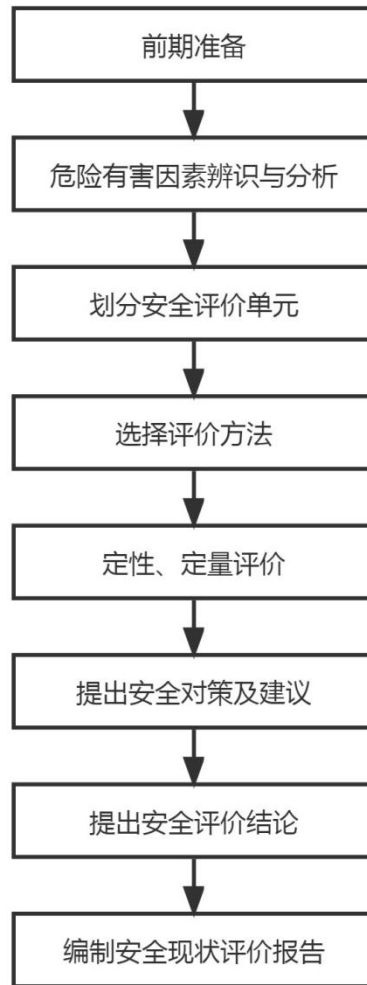 前期准备
危险有害因素辨识与分析
划分安全评价单元
选择评价方法
定性、定量评价
提出安全对策及建议
提出安全评价结论
编制安全现状评价报告